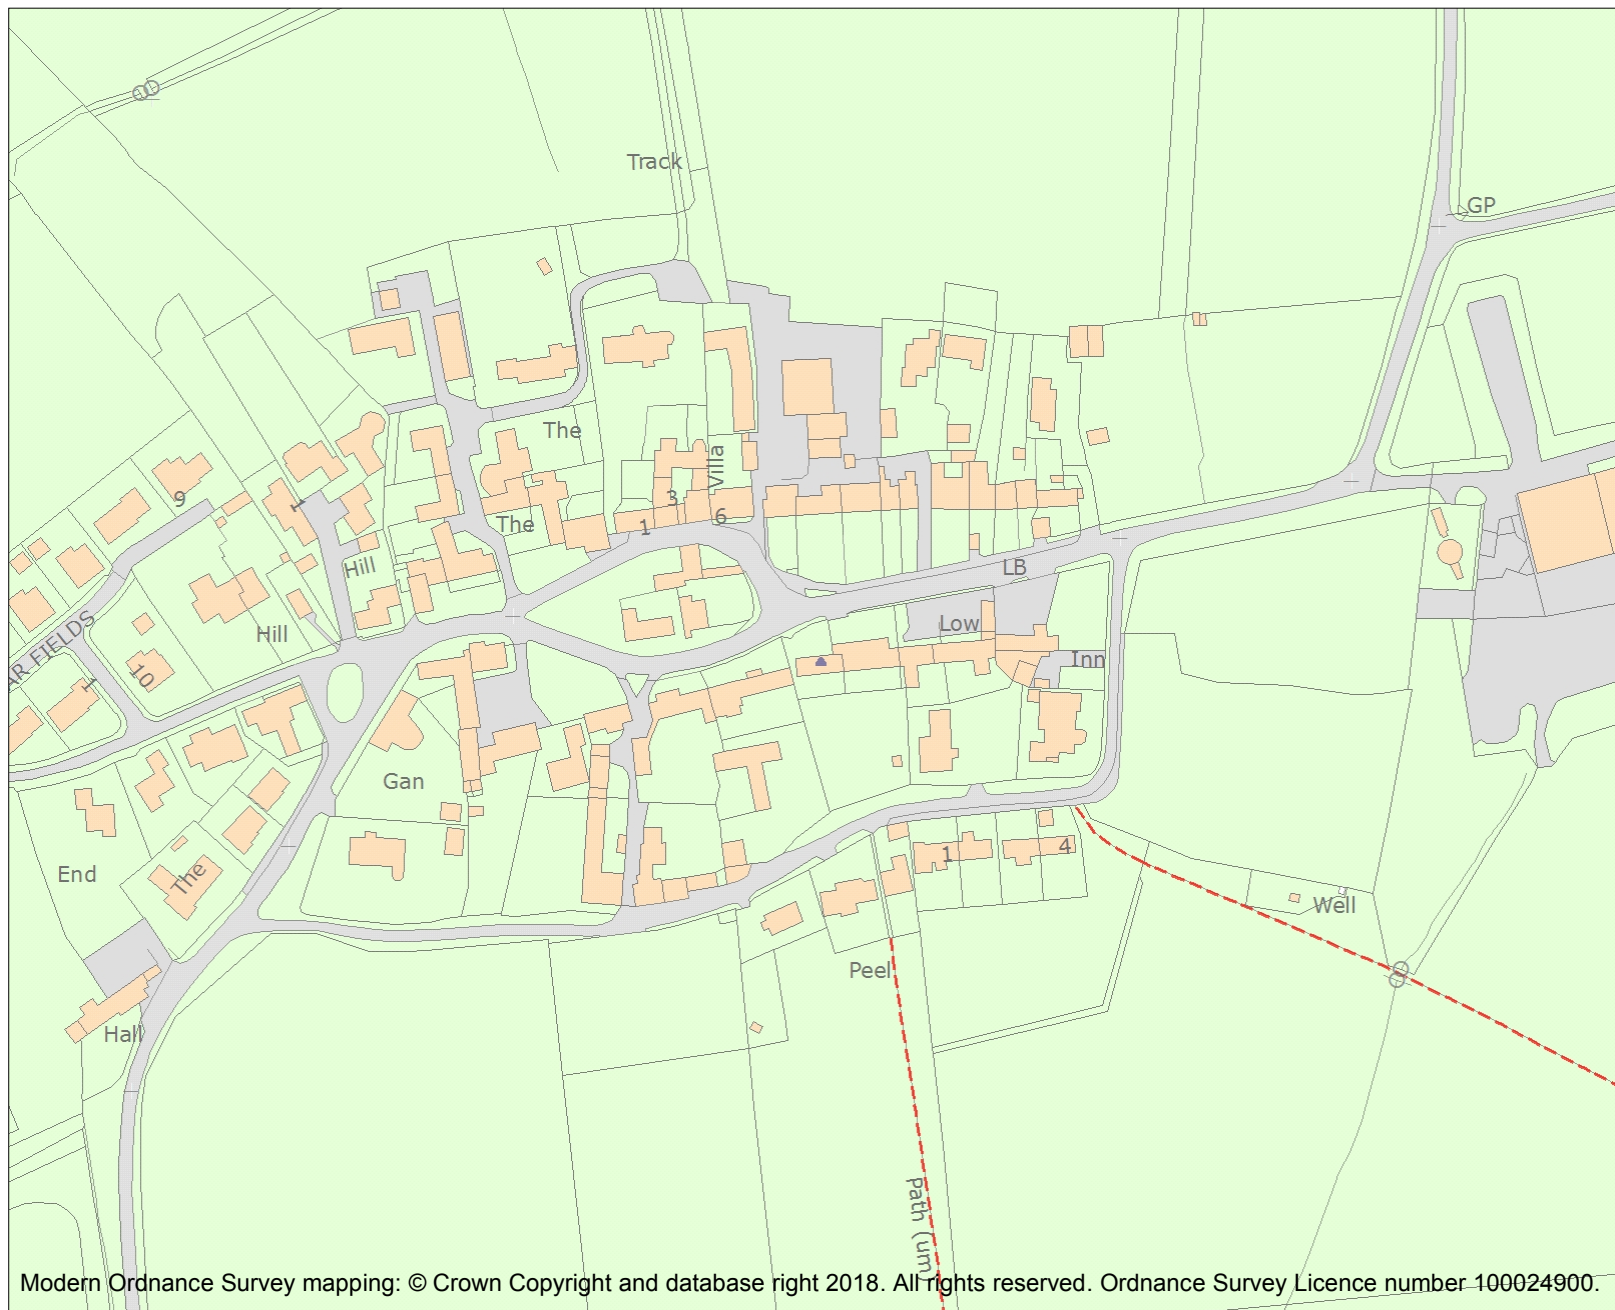 Track
GP
The
Villa
9
1
3
The
1
6
Hill
LB
AR FIELDS
Hill
Low
10
1
Inn
Gan
End
The
1
4
Well
Peel
Hall
Path (um)
Modern Ordnance Survey mapping: © Crown Copyright and database right 2018. All rights reserved. Ordnance Survey Licence number 100024900.